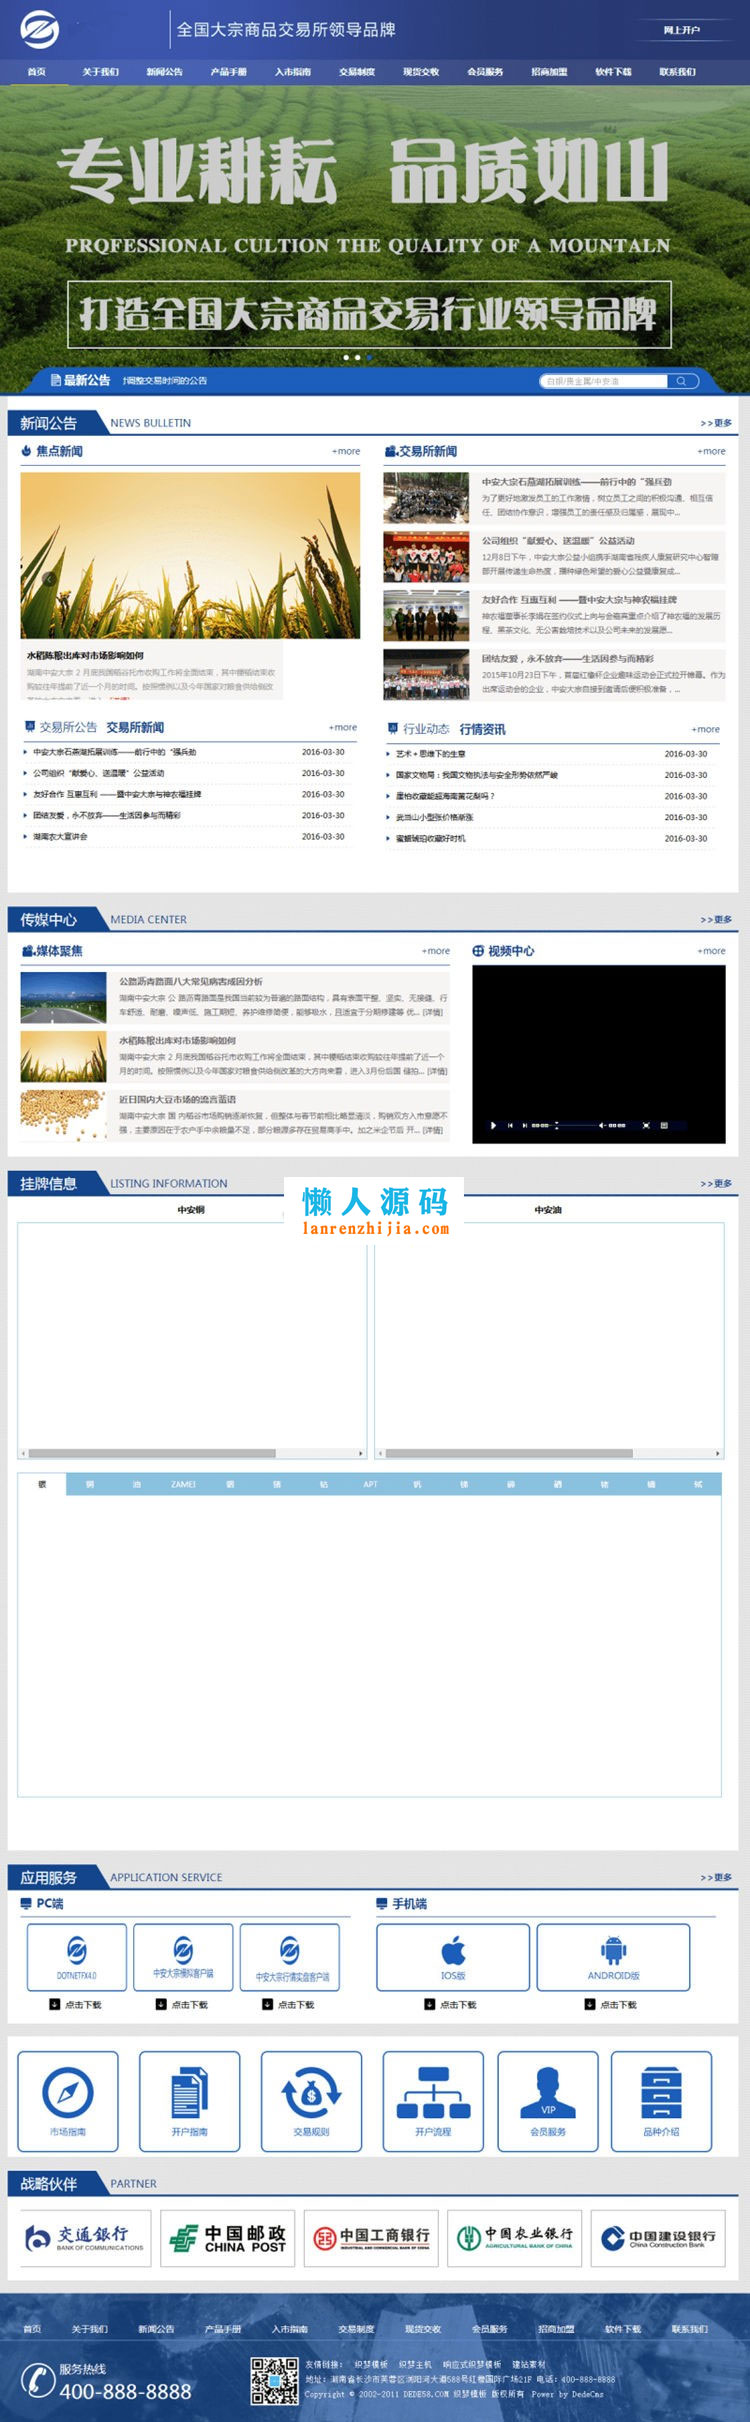 全国大宗商品交易所领导品牌
网上开户
首页 关于我们 新闻公告 产品手册 入市指南 交易制度 现货交收 会员服务 招商加盟 软件下载 联系我们
专业耕耘 品质如山
PRQFESSIONAL CULTION THE QUALITY OF A MOUNTALN
打造全国大宗商品交易行业领导品牌
最新公告 调整交易时间的公告
白银/贵金属/中安油
新闻公告 NEWS BULLETIN >>更多
焦点新闻 +more
水稻陈粮出库对市场影响如何
湖南中安大宗 2 月底我国稻谷托市收购工作将全面结束，其中粳稻结束收
购较往年提前了近一个月的时间。按照惯例以及今年国家对粮食供给侧改
交易所新闻 +more
中安大宗石燕湖拓展训练——前行中的“强兵劲
为了更好地激发员工的工作激情，树立员工之间的积极沟通、相互信
任、团结协作意识，增强员工的责任感及归属感，展现中...
公司组织“献爱心、送温暖”公益活动
12月8日下午，中安大宗公益小组携手湖南省残疾人康复研究中心智障
部开展传递生命热度，播种绿色希望的爱心公益暨康复成...
友好合作 互惠互利 ——暨中安大宗与神农福挂牌
神农福董事长李娟在签约仪式上向与会嘉宾重点介绍了神农福的发展历
程、黑茶文化、无公害栽培技术以及公司未来的发展愿...
团结友爱，永不放弃——生活因参与而精彩
2015年10月23日下午，首届红橡杯企业趣味运动会正式拉开帷幕。作为
出席运动会的企业，中安大宗自接到邀请后便积极准备，...
交易所公告 交易所新闻 +more
中安大宗石燕湖拓展训练——前行中的“强兵劲 2016-03-30
公司组织“献爱心、送温暖”公益活动 2016-03-30
友好合作 互惠互利 ——暨中安大宗与神农福挂牌 2016-03-30
团结友爱，永不放弃——生活因参与而精彩 2016-03-30
湖南农大宣讲会 2016-03-30
行业动态 行情资讯 +more
艺术＋思维下的生意 2016-03-30
国家文物局：我国文物执法与安全形势依然严峻 2016-03-30
崖柏收藏能超海南黄花梨吗？ 2016-03-30
武当山小型张价格渐涨 2016-03-30
蜜蜡琥珀收藏好时机 2016-03-30
传媒中心 MEDIA CENTER >>更多
媒体聚焦 +more
公路沥青路面八大常见病害成因分析
湖南中安大宗 公 路沥青路面是我国当前较为普遍的路面结构，具有表面平整、坚实、无接缝、行
车舒适、耐磨、噪声低、施工期短、养护维修简便，能够吸水，且适宜于分期修建等 优... [详情]
水稻陈粮出库对市场影响如何
湖南中安大宗 2 月底我国稻谷托市收购工作将全面结束，其中粳稻结束收购较往年提前了近一个
月的时间。按照惯例以及今年国家对粮食供给侧改革的大方向来看，进入3月份后国 储拍... [详情]
近日国内大豆市场的流言蜚语
湖南中安大宗 国 内稻谷市场购销逐渐恢复，但整体与春节前相比略显清淡，购销双方入市意愿不
强，主要原因在于农户手中余粮量不足，部分粮源多存在贸易商手中。加之米企节后 开... [详情]
视频中心 +more
00:00 00:00
挂牌信息 LISTING INFORMATION >>更多
中安铜 中安油
懒人源码
lanrenzhijia.com
银 铜 油 ZAMEI 铟 锗 钴 APT 钒 锑 碲 硒 铋 镉 铽
应用服务 APPLICATION SERVICE >>更多
PC端
DOTNETFX4.0 中安大宗模拟客户端 中安大宗行情实盘客户端
点击下载 点击下载 点击下载
手机端
IOS版 ANDROID版
点击下载 点击下载
VIP
市场指南 开户指南 交易规则 开户流程 会员服务 品种介绍
战略伙伴 PARTNER
交通銀行
BANK OF COMMUNICATIONS
中国邮政
CHINA POST
中国工商银行
INDUSTRIAL AND COMMERCIAL BANK OF CHINA
中国农业银行
AGRICULTURAL BANK OF CHINA
中国建设银行
China Construction Bank
首页 关于我们 新闻公告 产品手册 入市指南 交易制度 现货交收 会员服务 招商加盟 软件下载 联系我们
服务热线
400-888-8888
友情链接： 织梦模板 织梦主机 响应式织梦模板 建站素材
地址：湖南省长沙市芙蓉区浏阳河大道588号红橡国际广场21F 电话：400-888-8888
Copyright © 2002-2011 DEDE58.COM 织梦模板 版权所有 Power by DedeCms